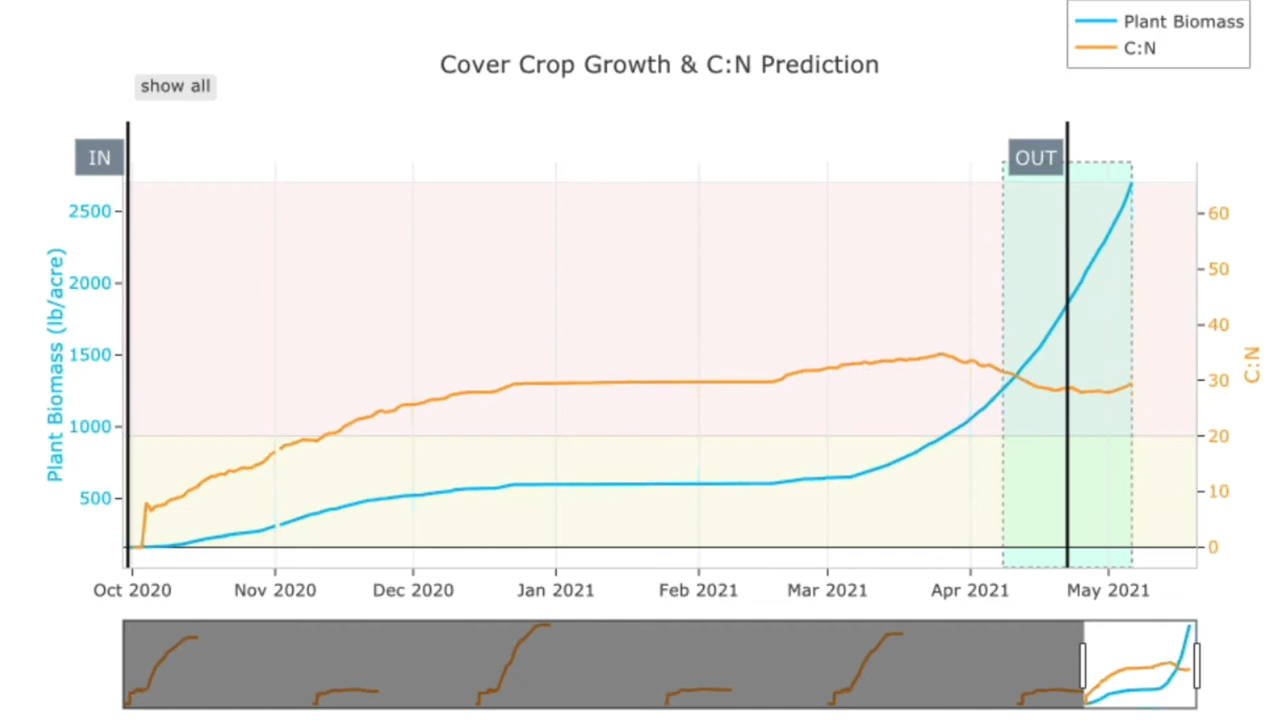 Plant Biomass
C:N
Cover Crop Growth & C:N Prediction
show all
IN
OUT
Plant Biomass (lb/acre)
2500
2000
1500
1000
500
60
50
40
30
20
10
0
C:N
Oct 2020 Nov 2020 Dec 2020 Jan 2021 Feb 2021 Mar 2021 Apr 2021 May 2021